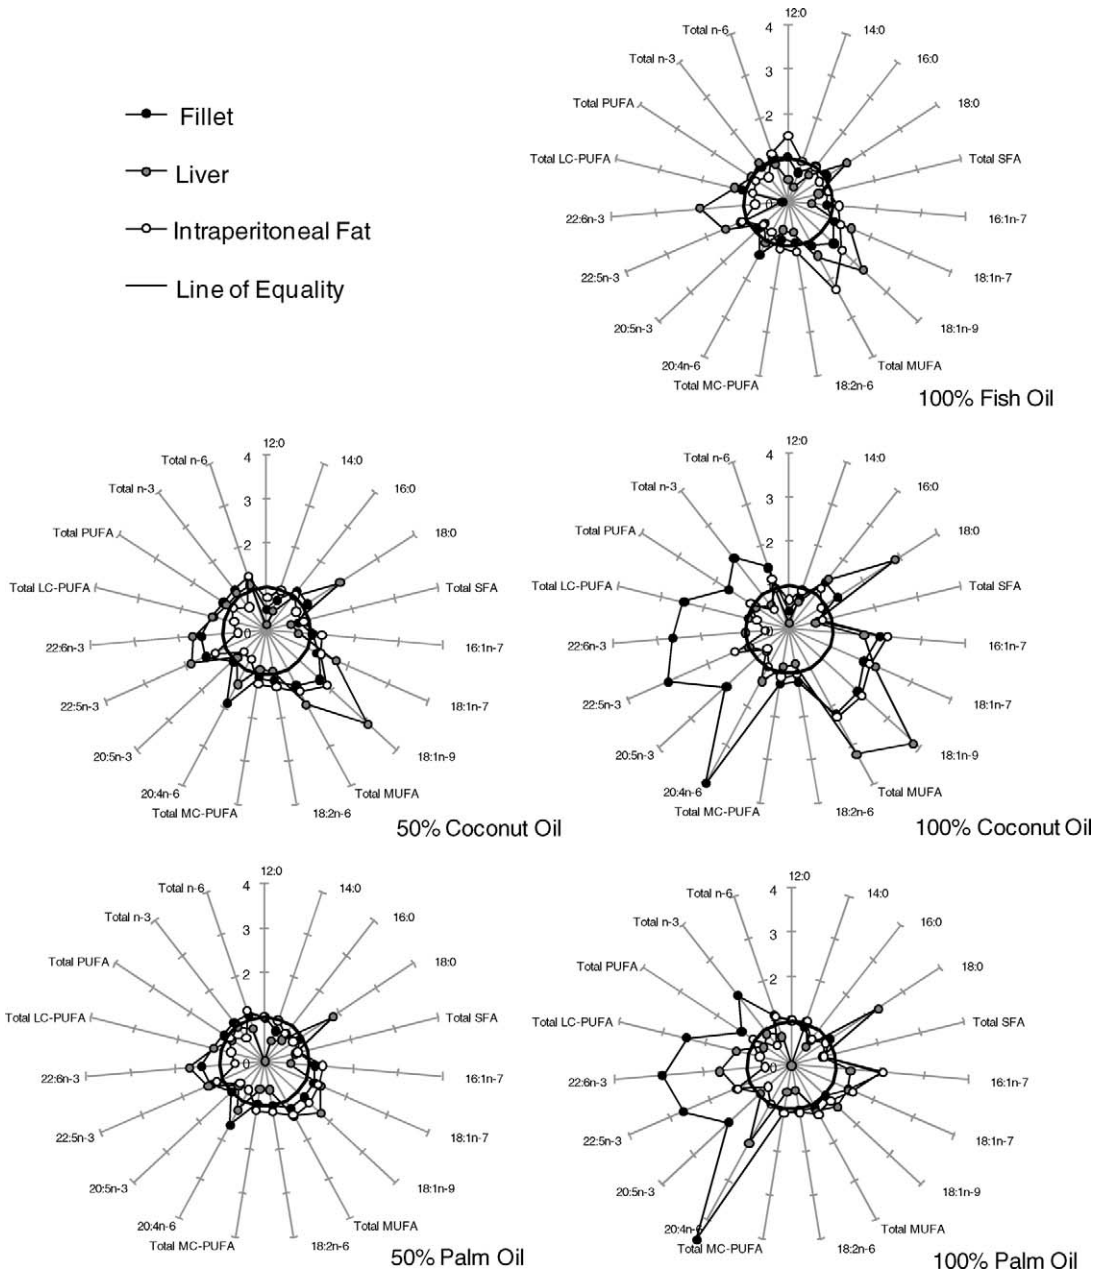 Fillet
Liver
Intraperitoneal Fat
Line of Equality
12:0
14:0
16:0
18:0
Total SFA
16:1n-7
18:1n-7
18:1n-9
Total MUFA
18:2n-6
Total MC-PUFA
20:4n-6
20:5n-3
22:5n-3
22:6n-3
Total LC-PUFA
Total PUFA
Total n-3
Total n-6
4
3
2
0
100% Fish Oil
12:0
14:0
16:0
18:0
Total SFA
16:1n-7
18:1n-7
18:1n-9
Total MUFA
18:2n-6
Total MC-PUFA
20:4n-6
20:5n-3
22:5n-3
22:6n-3
Total LC-PUFA
Total PUFA
Total n-3
Total n-6
4
3
2
0
50% Coconut Oil
12:0
14:0
16:0
18:0
Total SFA
16:1n-7
18:1n-7
18:1n-9
Total MUFA
18:2n-6
Total MC-PUFA
20:4n-6
20:5n-3
22:5n-3
22:6n-3
Total LC-PUFA
Total PUFA
Total n-3
Total n-6
4
3
2
0
100% Coconut Oil
12:0
14:0
16:0
18:0
Total SFA
16:1n-7
18:1n-7
18:1n-9
Total MUFA
18:2n-6
Total MC-PUFA
20:4n-6
20:5n-3
22:5n-3
22:6n-3
Total LC-PUFA
Total PUFA
Total n-3
Total n-6
4
3
2
0
50% Palm Oil
12:0
14:0
16:0
18:0
Total SFA
16:1n-7
18:1n-7
18:1n-9
Total MUFA
18:2n-6
Total MC-PUFA
20:4n-6
20:5n-3
22:5n-3
22:6n-3
Total LC-PUFA
Total PUFA
Total n-3
Total n-6
4
3
2
0
100% Palm Oil